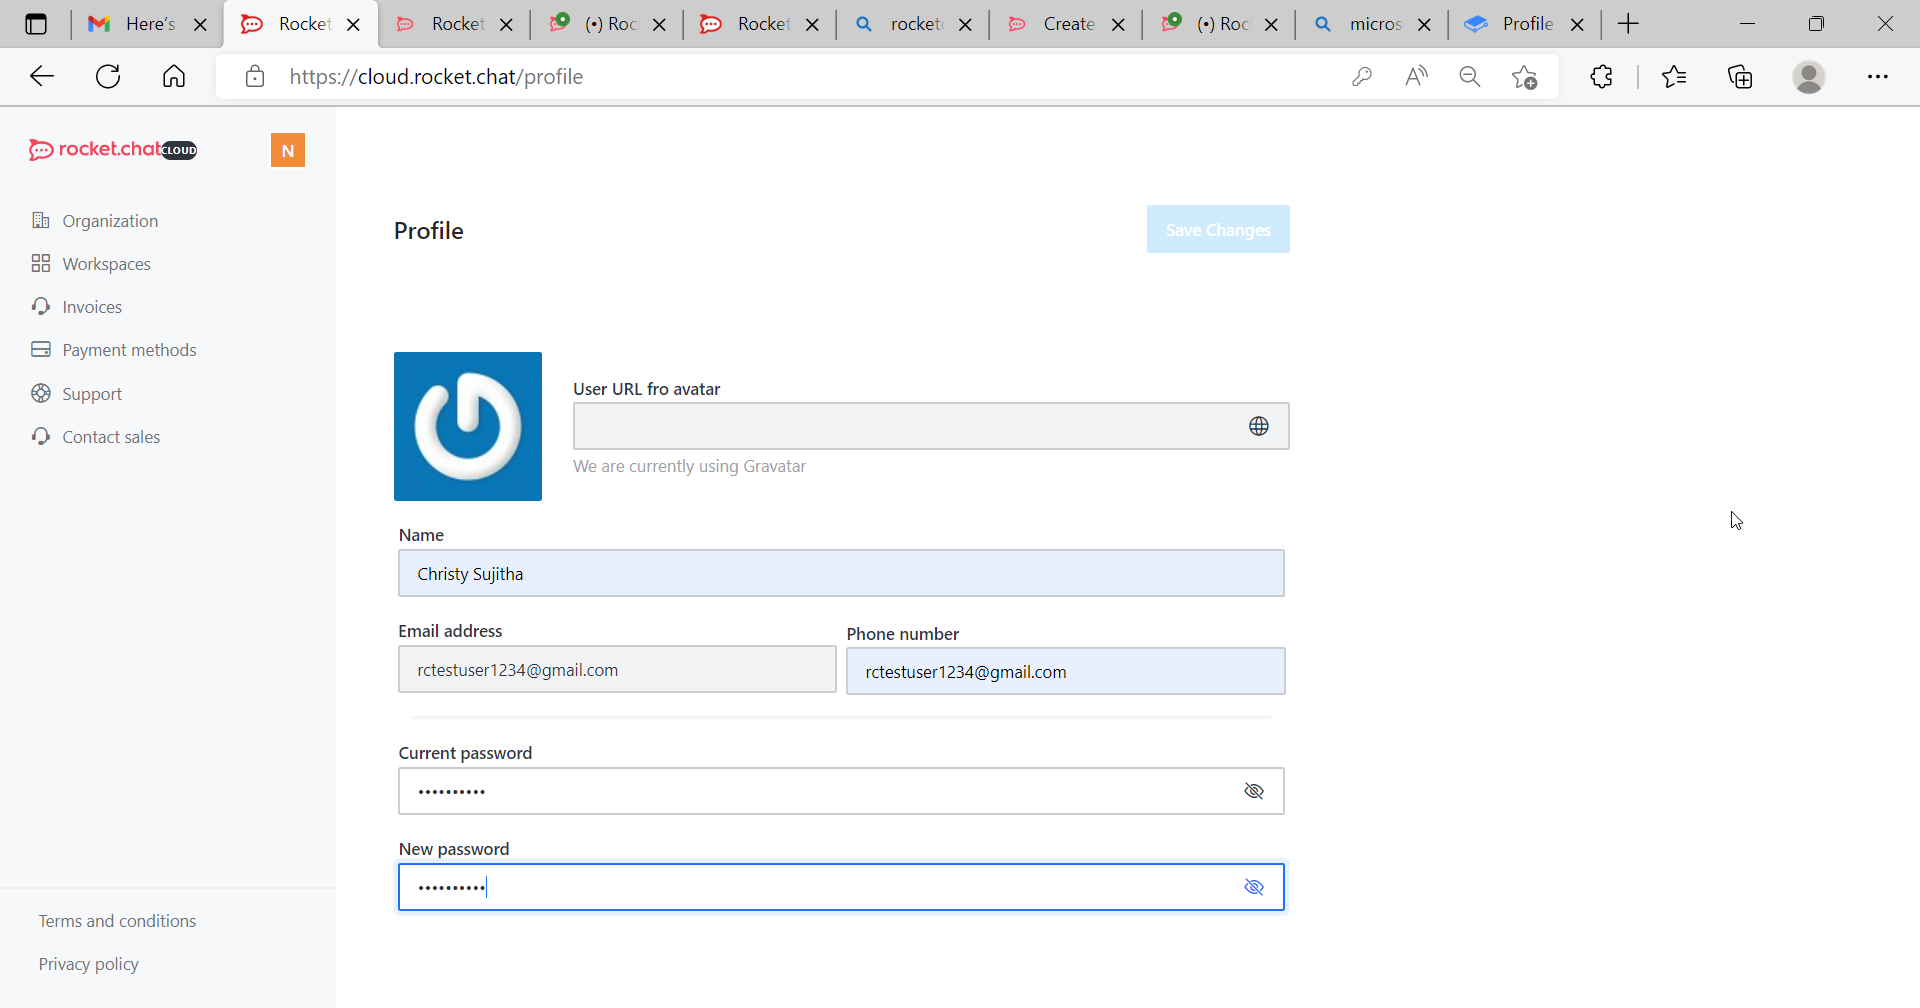 Here's
Rocket
Rocket
(•) Roc
Rocket
rocketc
Create
(•) Roc
micros
Profile
https://cloud.rocket.chat/profile
rocket.chat CLOUD
N
Organization
Workspaces
Invoices
Payment methods
Support
Contact sales
Profile
Save Changes
User URL fro avatar
We are currently using Gravatar
Name
Christy Sujitha
Email address
Phone number
rctestuser1234@gmail.com
rctestuser1234@gmail.com
Current password
••••••••••
New password
••••••••••
Terms and conditions
Privacy policy